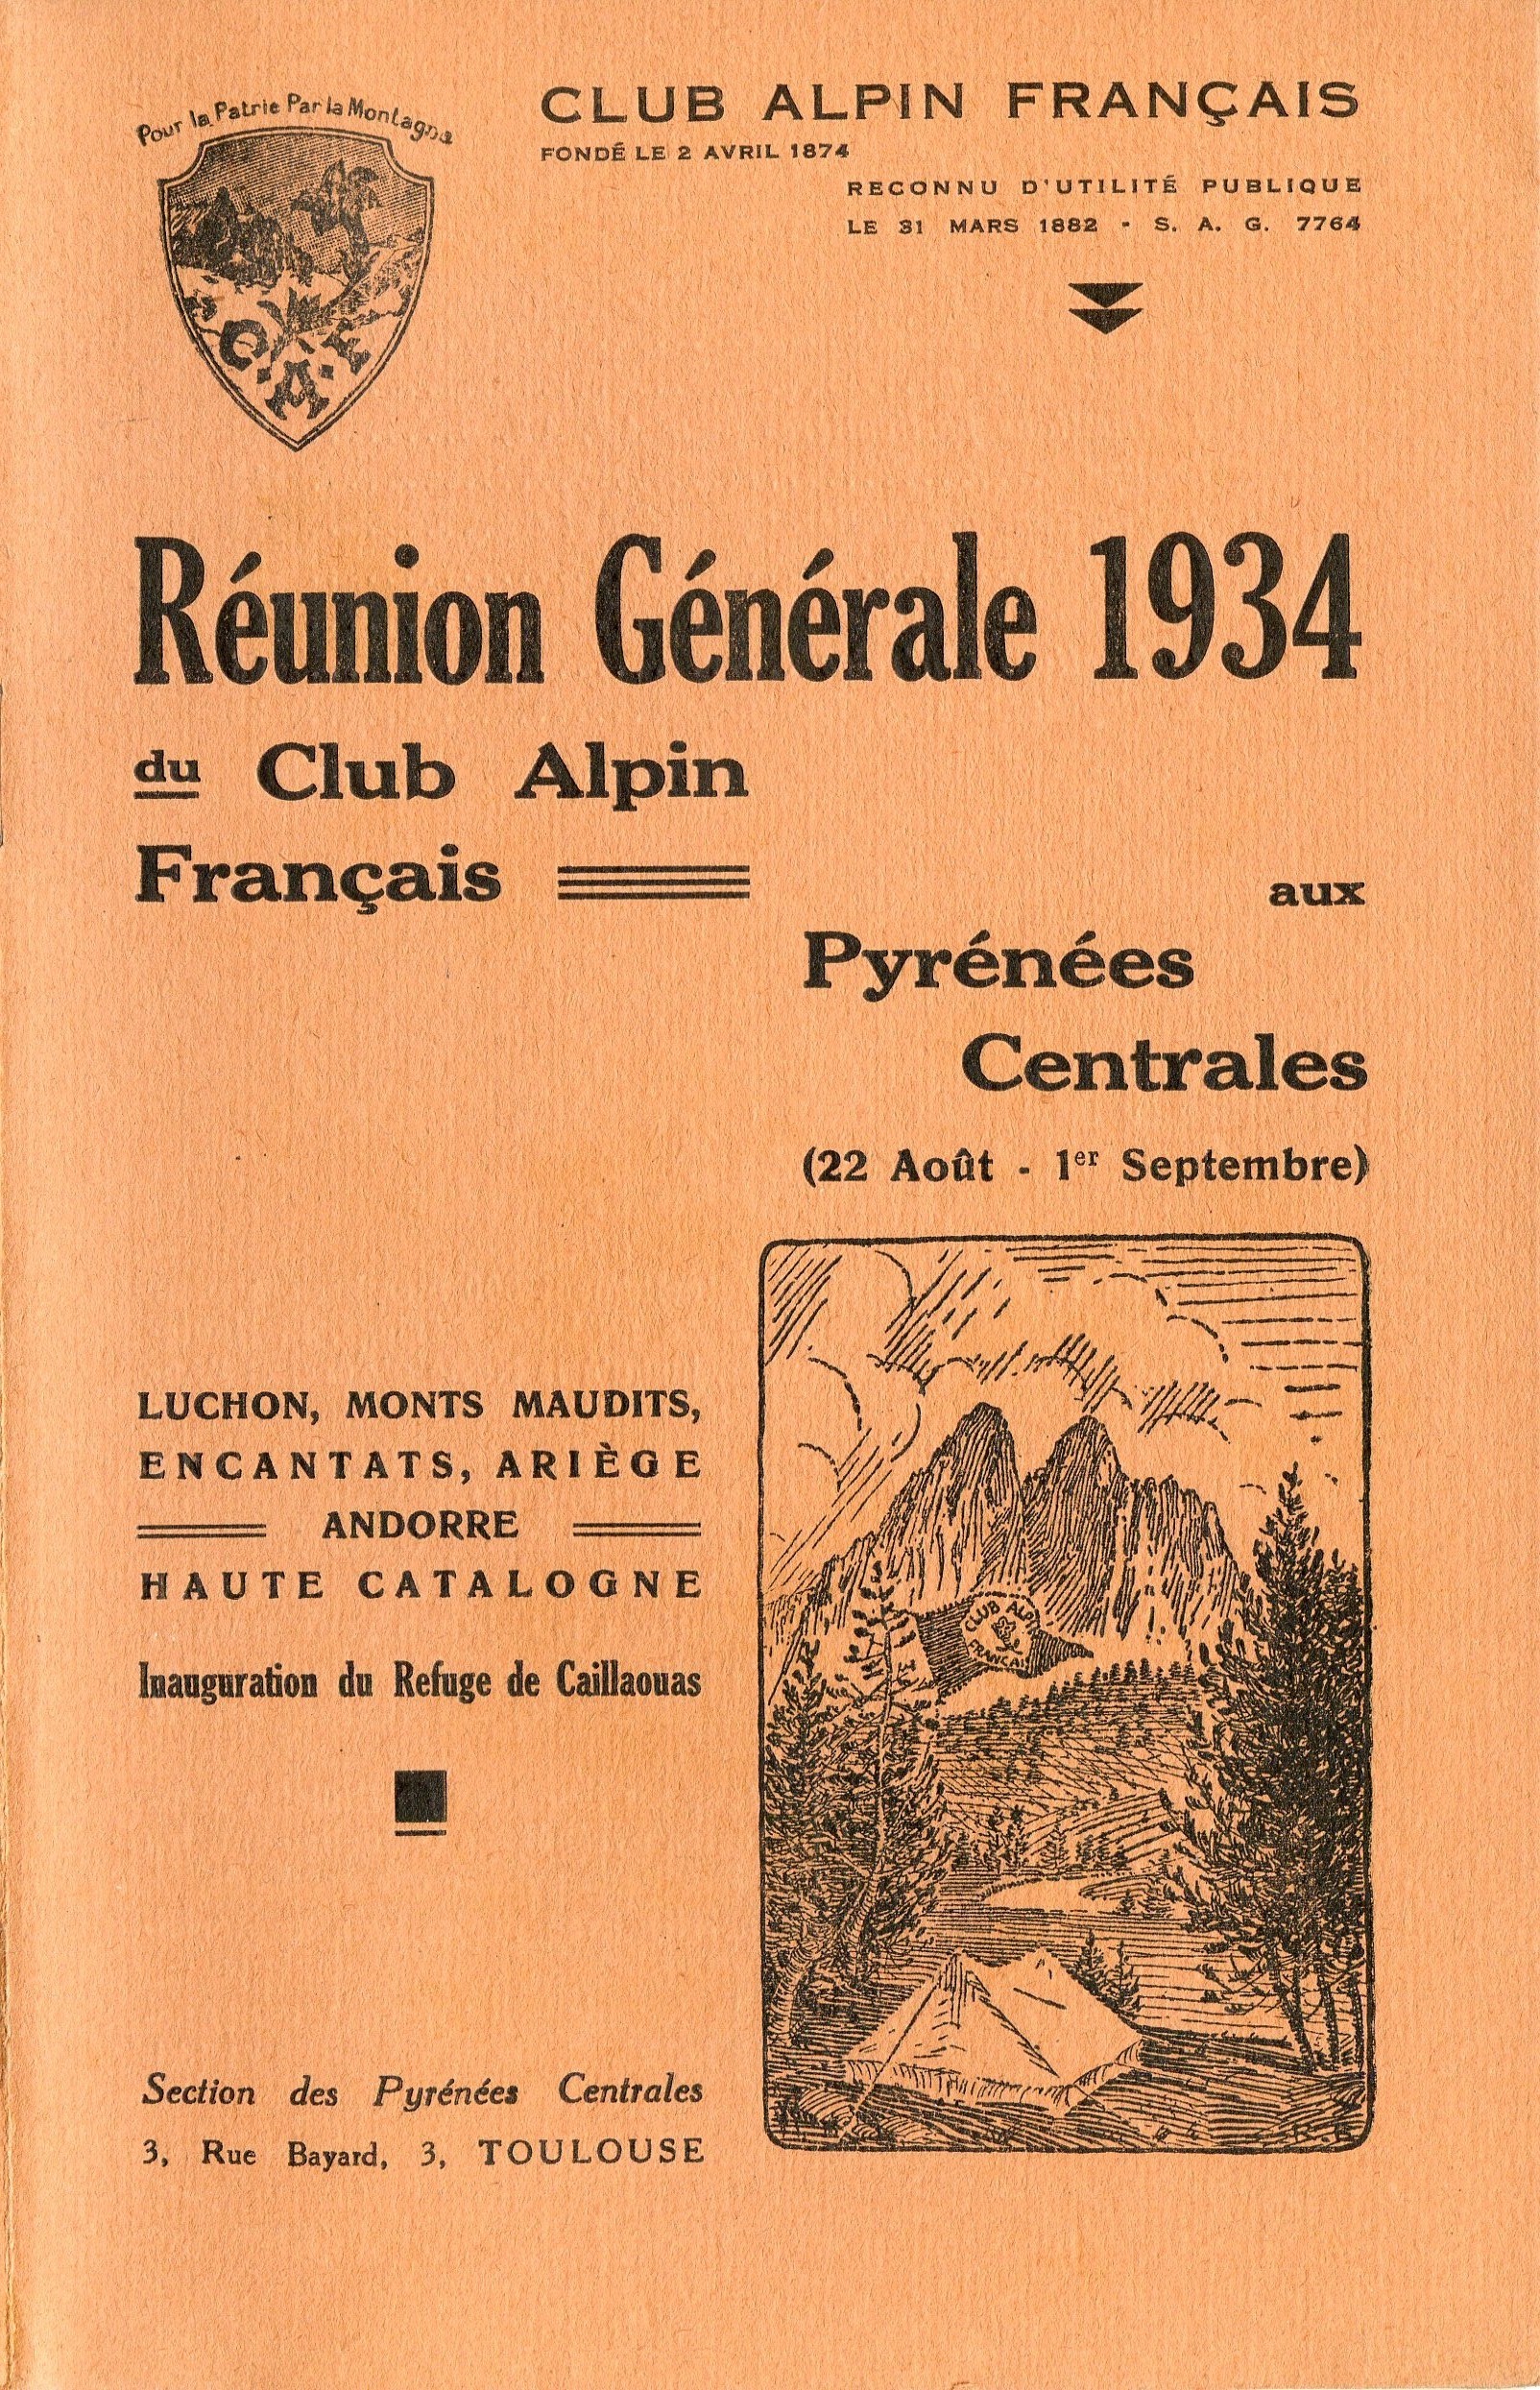 Pour la Patrie Par la Montagne
C.A.F
CLUB ALPIN FRANÇAIS
FONDÉ LE 2 AVRIL 1874
RECONNU D'UTILITÉ PUBLIQUE
LE 31 MARS 1882 - S. A. G. 7764
Réunion Générale 1934
du Club Alpin
Français
aux
Pyrénées
Centrales
(22 Août - 1er Septembre)
LUCHON, MONTS MAUDITS,
ENCANTATS, ARIÈGE
ANDORRE
HAUTE CATALOGNE
Inauguration du Refuge de Caillaouas
CLUB ALPIN
FRANCAIS
Section des Pyrénées Centrales
3, Rue Bayard, 3, TOULOUSE